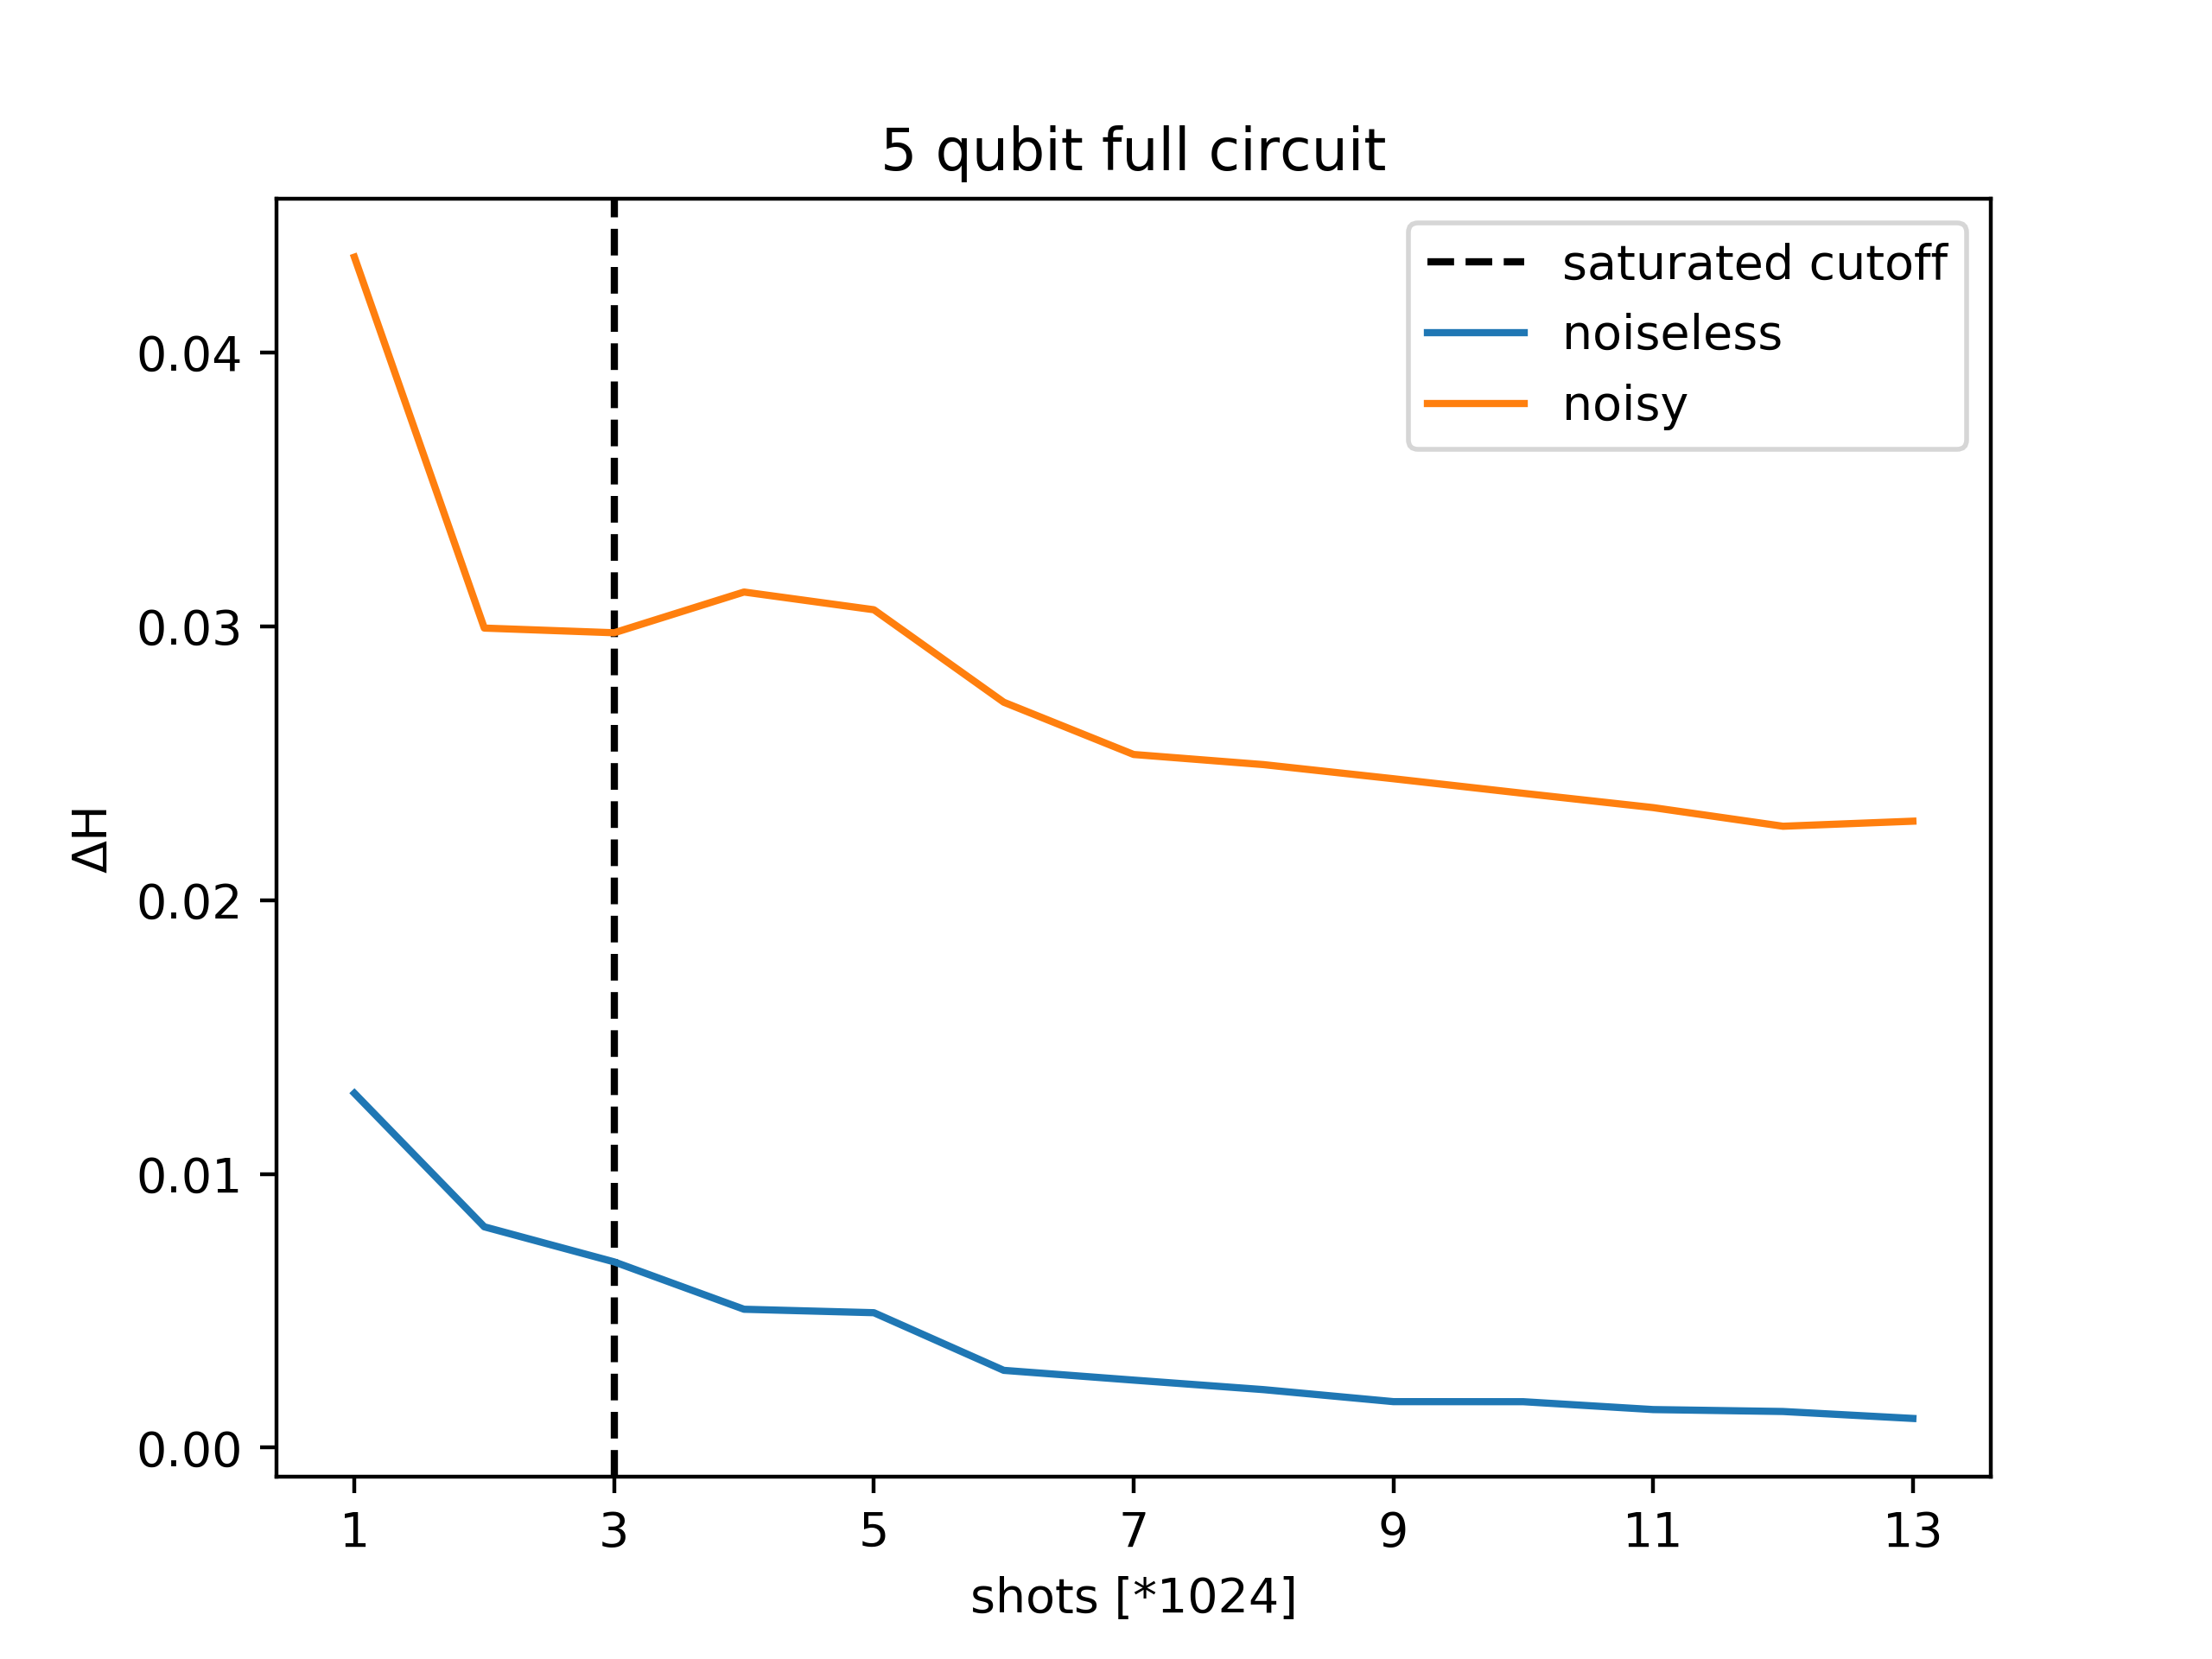 5 qubit full circuit
saturated cutoff
noiseless
noisy
0.04
0.03
0.02
0.01
0.00
ΔH
1 3 5 7 9 11 13
shots [*1024]